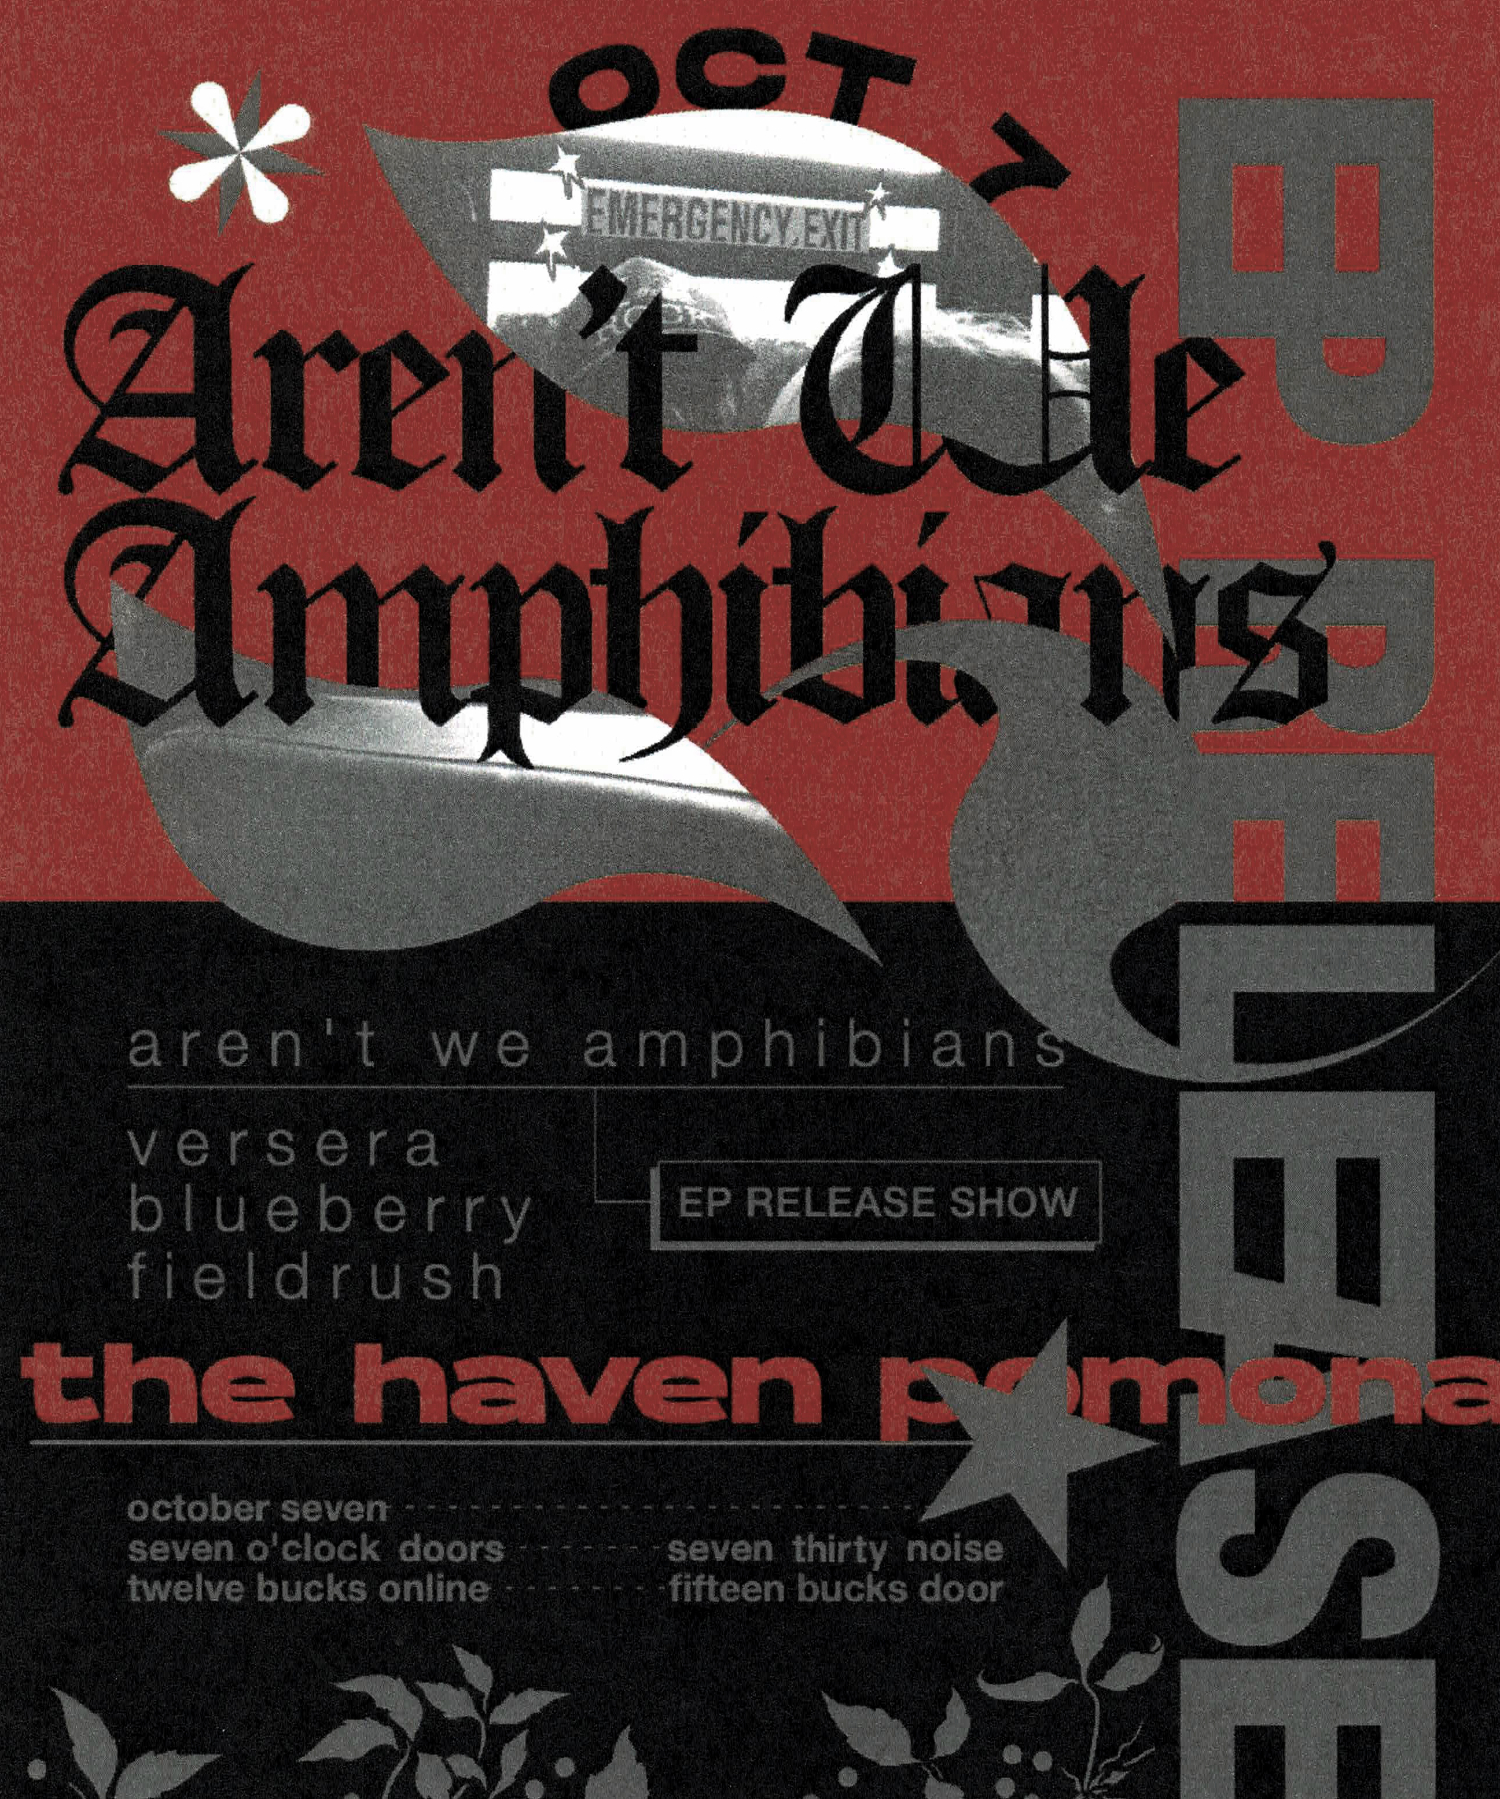 OCT 7
EMERGENCY EXIT
Aren't We
Amphibians
EP RELEASE
aren't we amphibians
versera
blueberry
fieldrush
EP RELEASE SHOW
the haven pomona
october seven
seven o'clock doors seven thirty noise
twelve bucks online fifteen bucks door